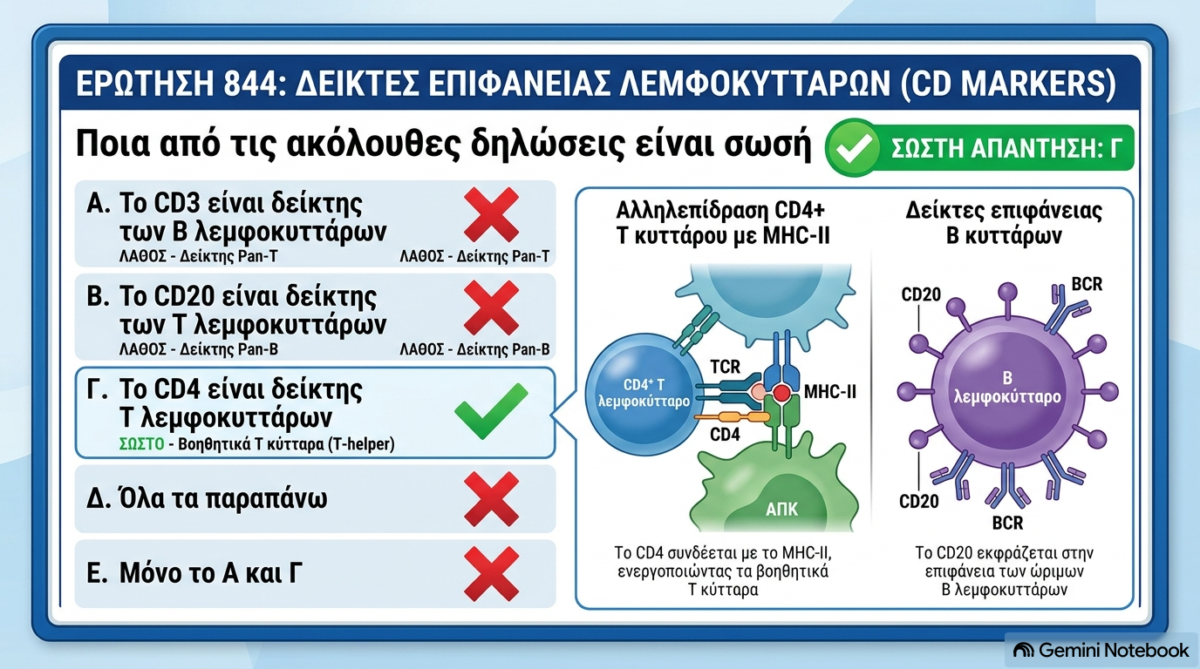 ΕΡΩΤΗΣΗ 844: ΔΕΙΚΤΕΣ ΕΠΙΦΑΝΕΙΑΣ ΛΕΜΦΟΚΥΤΤΑΡΩΝ (CD MARKERS)
Ποια από τις ακόλουθες δηλώσεις είναι σωσή
ΣΩΣΤΗ ΑΠΑΝΤΗΣΗ: Γ
Α. Το CD3 είναι δείκτης
των Β λεμφοκυττάρων
ΛΑΘΟΣ - Δείκτης Pan-T
ΛΑΘΟΣ - Δείκτης Pan-T
Β. Το CD20 είναι δείκτης
των Τ λεμφοκυττάρων
ΛΑΘΟΣ - Δείκτης Pan-B
ΛΑΘΟΣ - Δείκτης Pan-B
Γ. Το CD4 είναι δείκτης
Τ λεμφοκυττάρων
ΣΩΣΤΟ - Βοηθητικά Τ κύτταρα (T-helper)
Δ. Όλα τα παραπάνω
Ε. Μόνο το Α και Γ
Αλληλεπίδραση CD4+
Τ κυττάρου με MHC-II
CD4⁺ T
λεμφοκύτταρο
TCR
MHC-II
CD4
ΑΠΚ
Το CD4 συνδέεται με το MHC-II,
ενεργοποιώντας τα βοηθητικά
Τ κύτταρα
Δείκτες επιφάνειας
Β κυττάρων
CD20
BCR
Β
λεμφοκύτταρο
CD20
BCR
Το CD20 εκφράζεται στην
επιφάνεια των ώριμων
Β λεμφοκυττάρων
Gemini Notebook